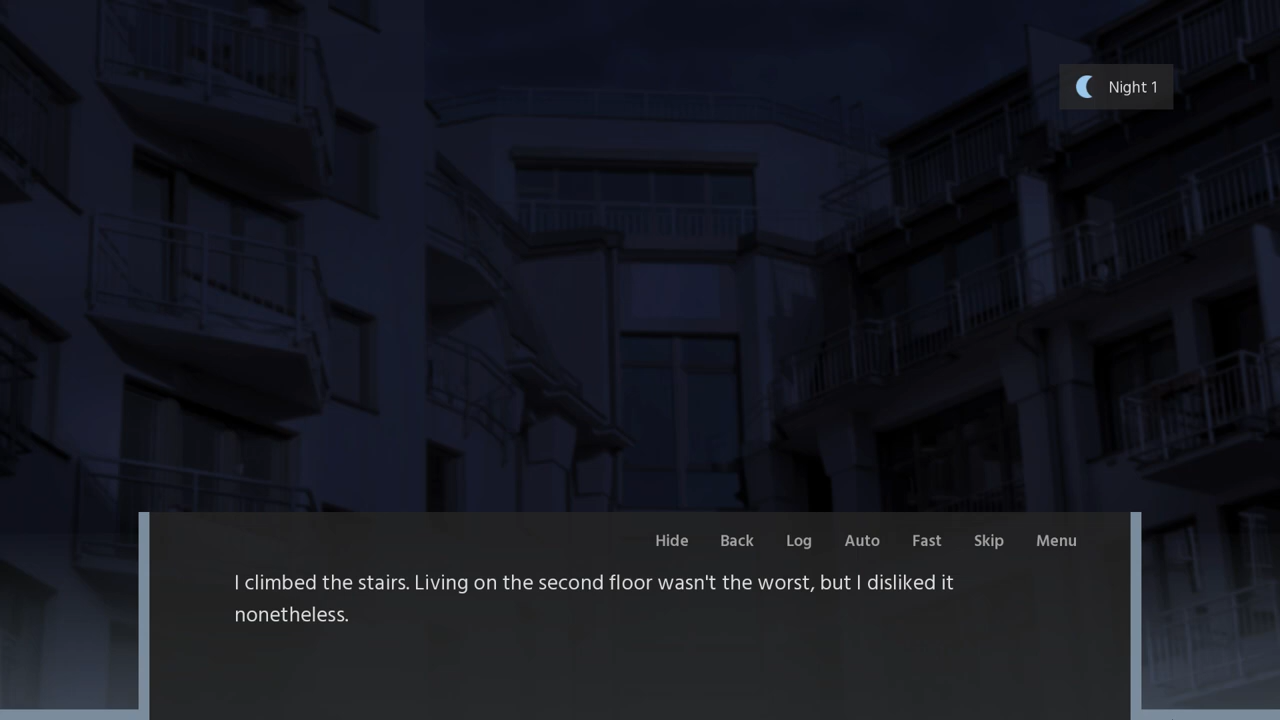 Night 1
Hide Back Log Auto Fast Skip Menu
I climbed the stairs. Living on the second floor wasn't the worst, but I disliked it
nonetheless.